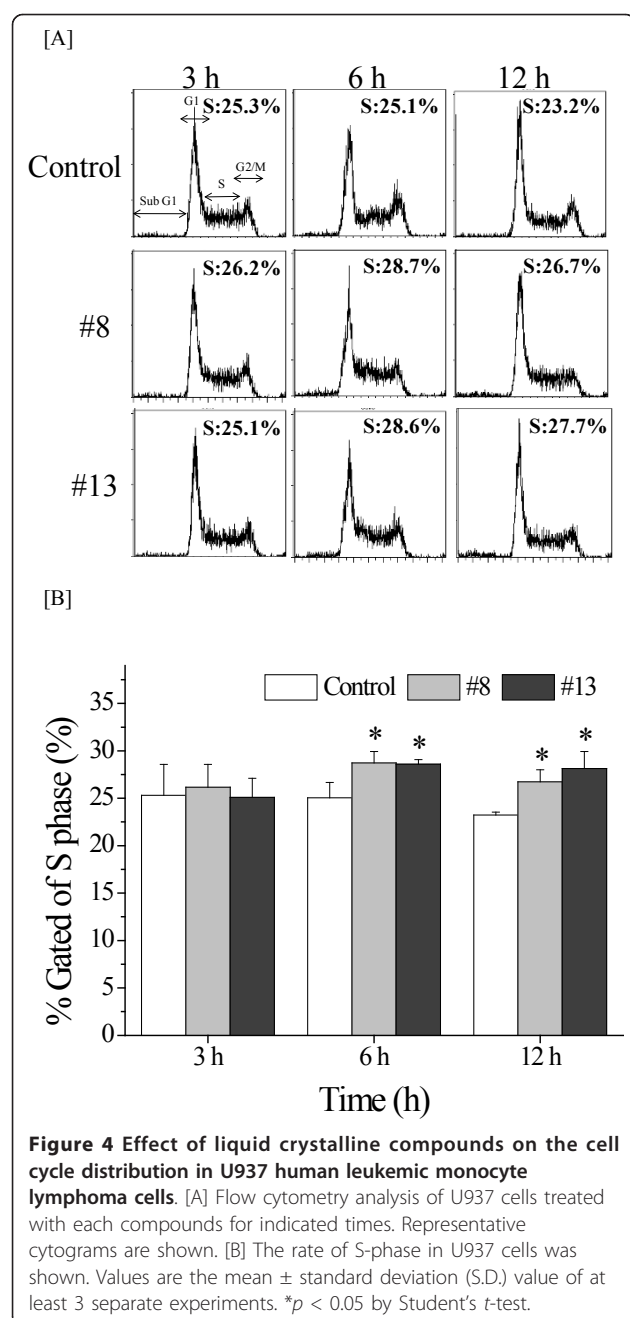 [A]
3 h 6 h 12 h
Control
G1
S:25.3%
Sub G1
S
G2/M
S:25.1%
S:23.2%
#8
S:26.2%
S:28.7%
S:26.7%
#13
S:25.1%
S:28.6%
S:27.7%
[B]
% Gated of S phase (%)
35
30
25
20
15
10
5
0
Control #8 #13
* *
* *
3 h 6 h 12 h
Time (h)
Figure 4 Effect of liquid crystalline compounds on the cell
cycle distribution in U937 human leukemic monocyte
lymphoma cells. [A] Flow cytometry analysis of U937 cells treated
with each compounds for indicated times. Representative
cytograms are shown. [B] The rate of S-phase in U937 cells was
shown. Values are the mean ± standard deviation (S.D.) value of at
least 3 separate experiments. *p < 0.05 by Student's t-test.